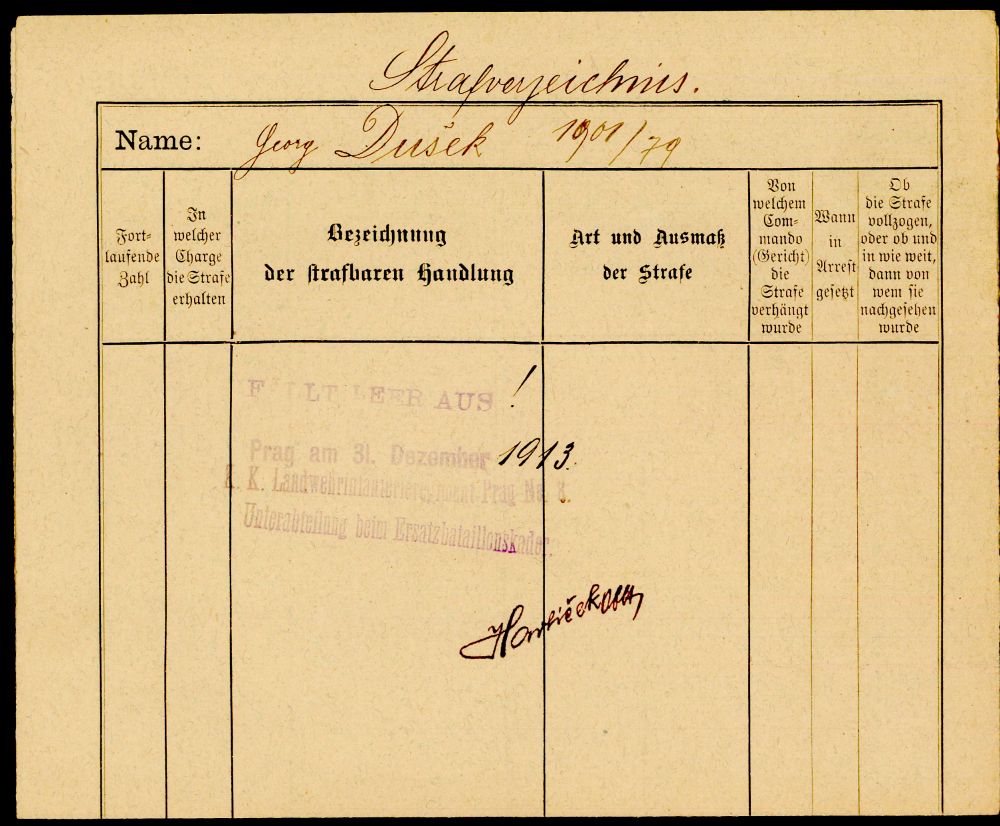 Strafverzeichnis.
Name: Georg Dušek 1901/79
Fort-
laufende
Zahl
In
welcher
Charge
die Strafe
erhalten
Bezeichnung
der strafbaren Handlung
Art und Ausmaß
der Strafe
Von
welchem
Com-
mando
(Gericht)
die
Strafe
verhängt
wurde
Wann
in
Arrest
gesetzt
Ob
die Strafe
vollzogen,
oder ob und
in wie weit,
dann von
wem sie
nachgesehen
wurde
FÄLLT LEER AUS !
Prag am 31. Dezember 1913.
K. K. Landwehrinfanterieregiment Prag No. 8.
Unterabteilung beim Ersatzbataillonskader.